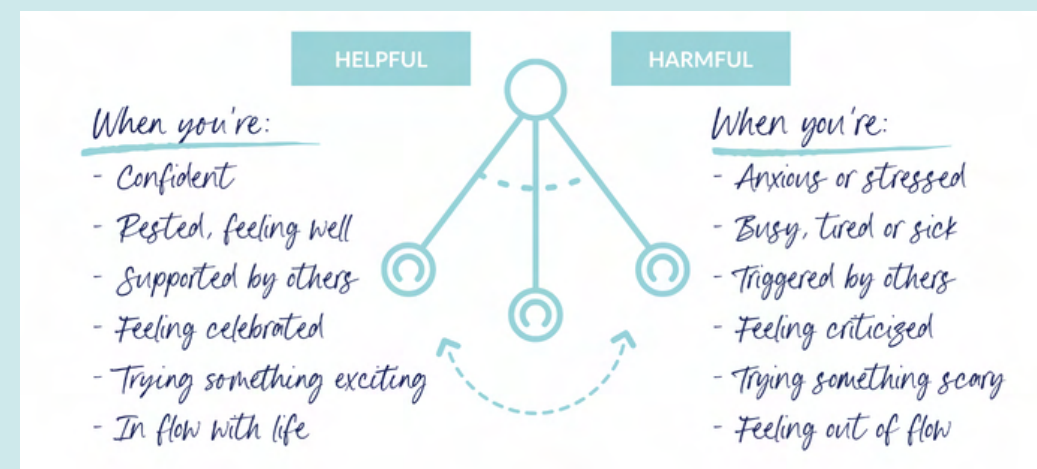 HELPFUL
When you're:
- Confident
- Rested, feeling well
- Supported by others
- Feeling celebrated
- Trying something exciting
- In flow with life
HARMFUL
When you're:
- Anxious or stressed
- Busy, tired or sick
- Triggered by others
- Feeling criticized
- Trying something scary
- Feeling out of flow